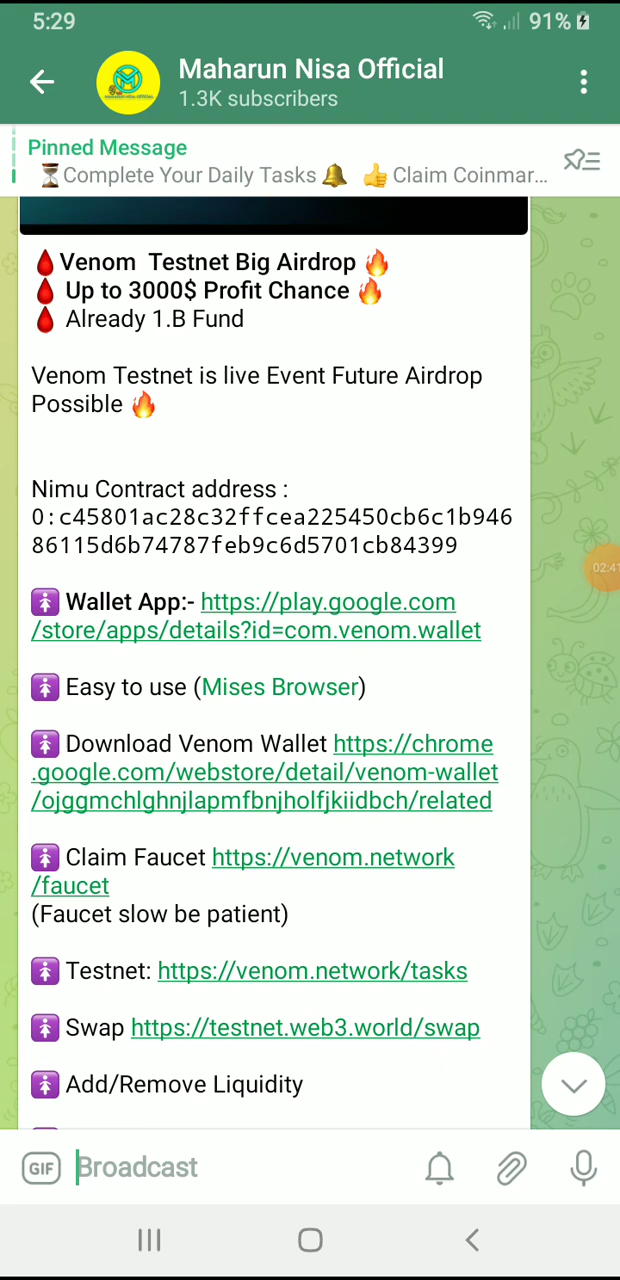 5:29
91%
Maharun Nisa Official
1.3K subscribers
Pinned Message
⏳Complete Your Daily Tasks 🔔 👍 Claim Coinmar...
🩸Venom Testnet Big Airdrop 🔥
🩸 Up to 3000$ Profit Chance 🔥
🩸 Already 1.B Fund
Venom Testnet is live Event Future Airdrop
Possible 🔥
Nimu Contract address :
0:c45801ac28c32ffcea225450cb6c1b946
86115d6b74787feb9c6d5701cb84399
🚺 Wallet App:- https://play.google.com
/store/apps/details?id=com.venom.wallet
🚺 Easy to use (Mises Browser)
🚺 Download Venom Wallet https://chrome
.google.com/webstore/detail/venom-wallet
/ojggmchlghnjlapmfbnjholfjkiidbch/related
🚺 Claim Faucet https://venom.network
/faucet
(Faucet slow be patient)
02:41
🚺 Testnet: https://venom.network/tasks
🚺 Swap https://testnet.web3.world/swap
🚺 Add/Remove Liquidity
GIF
Broadcast